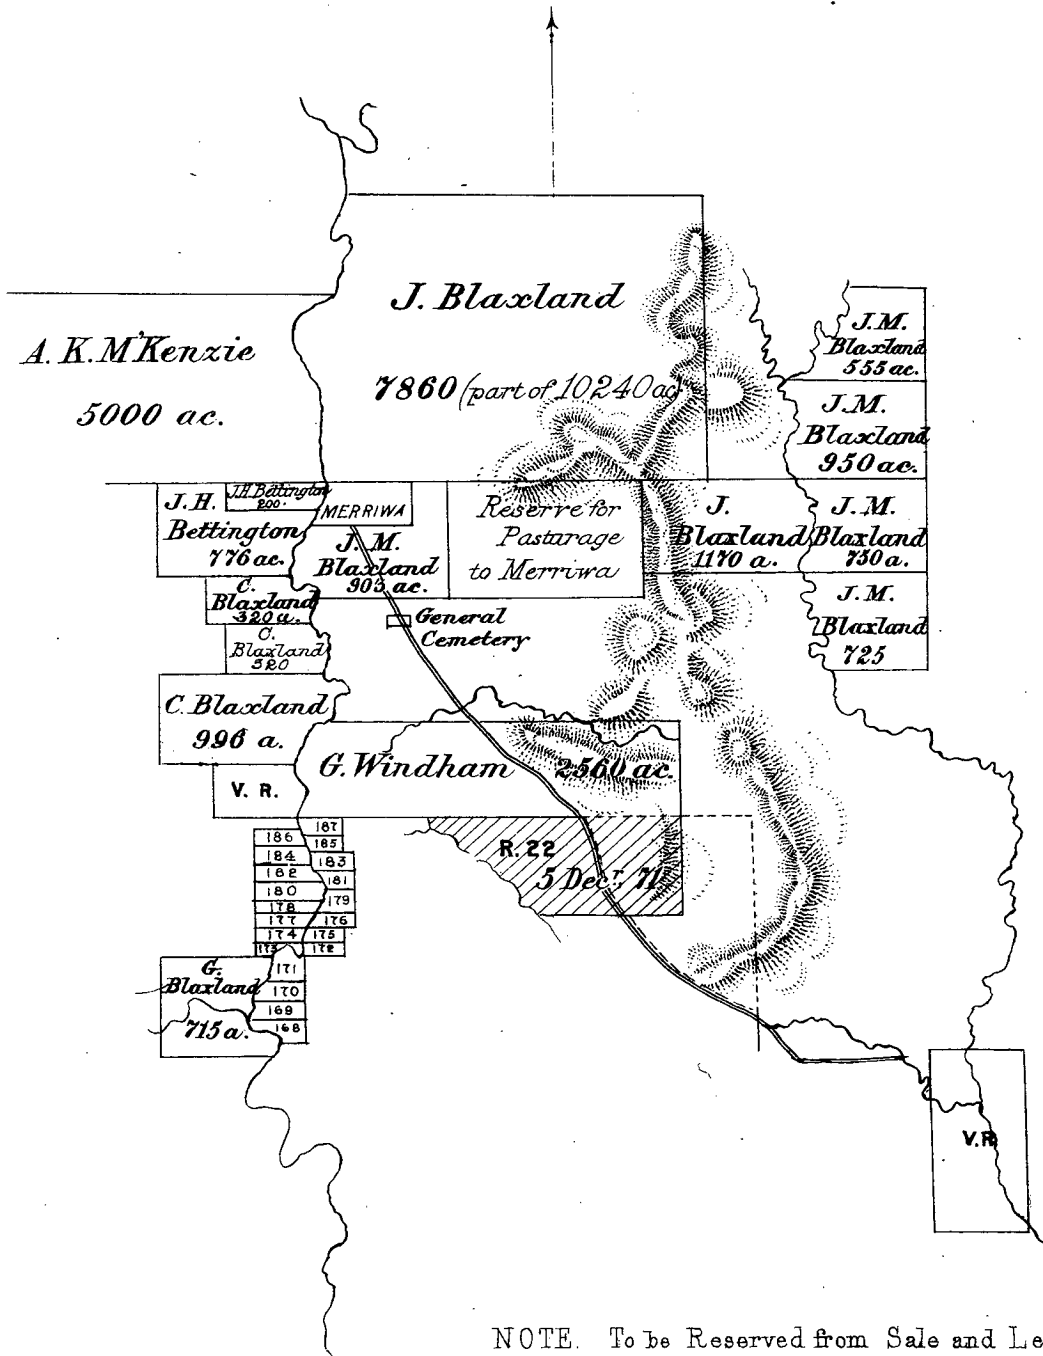 J. Blaxland
7860 (part of 10240 ac)
A. K. M'Kenzie
5000 ac.
J. M.
Blaxland
555 ac.
J. M.
Blaxland
950 ac.
J. H.
Bettington
776 ac.
J. H. Bettington
200.
MERRIWA
J. M.
Blaxland
905 ac.
Reserve for
Pastarage
to Merriwa
J.
Blaxland
1170 a.
J. M.
Blaxland
750 a.
J. M.
Blaxland
725
C.
Blaxland
320 a.
C.
Blaxland
320
General
Cemetery
C. Blaxland
996 a.
G. Windham 2560 ac.
V. R.
R. 22
5 Decr. 71
187
186
185
184
183
182
181
180
179
178
177
176
174
175
173
172
171
170
169
168
G.
Blaxland
715 a.
V. R.
NOTE. To be Reserved from Sale and Le